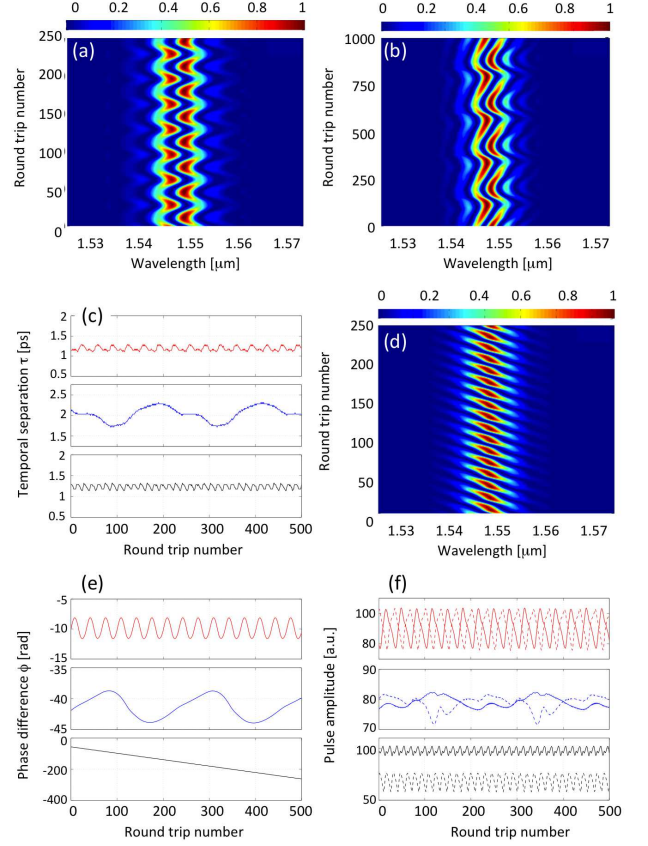 0 0.2 0.4 0.6 0.8 1
(a)
Round trip number
250
200
150
100
50
0
1.53 1.54 1.55 1.56 1.57
Wavelength [μm]
0 0.2 0.4 0.6 0.8 1
(b)
Round trip number
1000
750
500
250
0
1.53 1.54 1.55 1.56 1.57
Wavelength [μm]
(c)
Temporal separation τ [ps]
2
1.5
1
0.5
2.5
2
1.5
2
1.5
1
0.5
0 100 200 300 400 500
Round trip number
0 0.2 0.4 0.6 0.8 1
(d)
Round trip number
250
200
150
100
50
0
1.53 1.54 1.55 1.56 1.57
Wavelength [μm]
(e)
Phase difference ϕ [rad]
-5
-10
-15
-35
-40
-45
0
-200
-400
0 100 200 300 400 500
Round trip number
(f)
Pulse amplitude [a.u.]
100
80
90
80
70
100
50
0 100 200 300 400 500
Round trip number